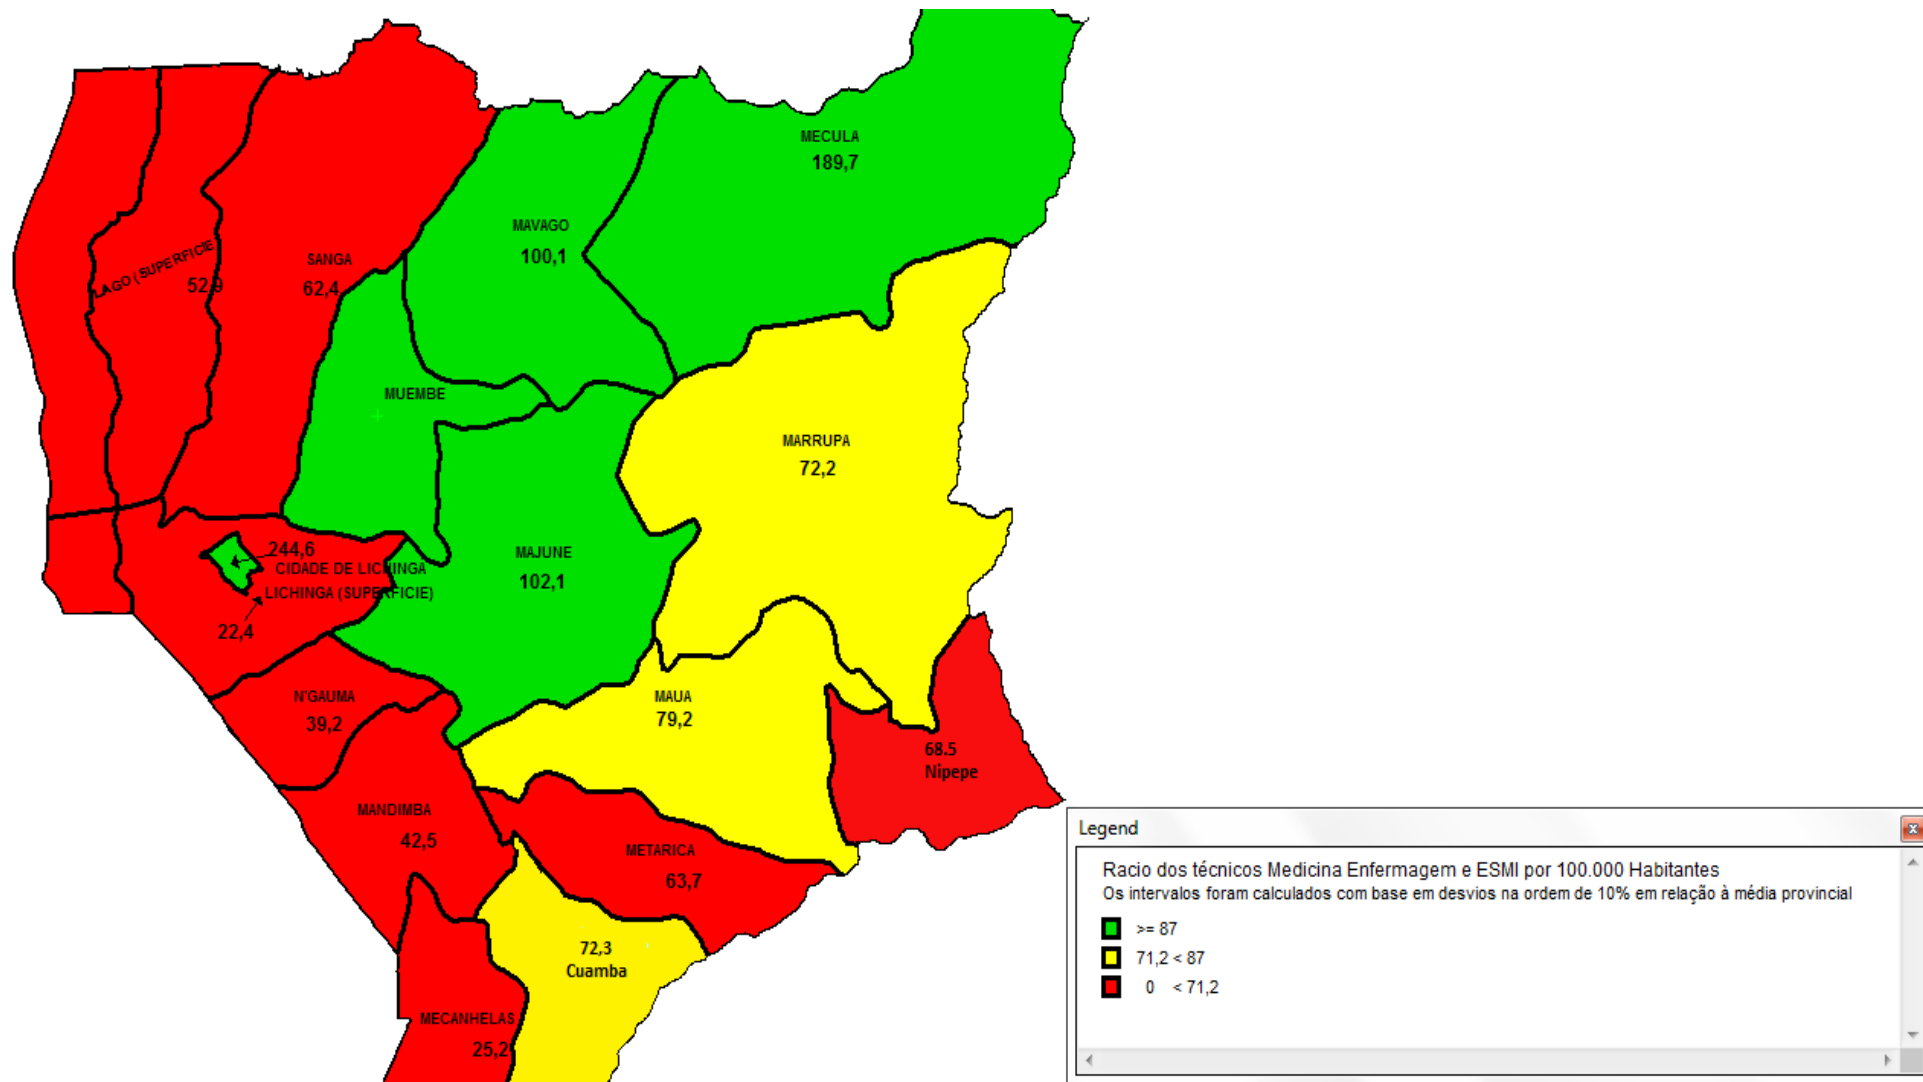 MECULA
189,7
MAVAGO
100,1
LAGO (SUPERFICIE
52,9
SANGA
62,4
MUEMBE
MARRUPA
72,2
244,6
CIDADE DE LICHINGA
LICHINGA (SUPERFICIE)
22,4
MAJUNE
102,1
N'GAUMA
39,2
MAUA
79,2
68.5
Nipepe
MANDIMBA
42,5
METARICA
63,7
72,3
Cuamba
MECANHELAS
25,2
Legend
Racio dos técnicos Medicina Enfermagem e ESMI por 100.000 Habitantes
Os intervalos foram calculados com base em desvios na ordem de 10% em relação à média provincial
>= 87
71,2 < 87
0 < 71,2